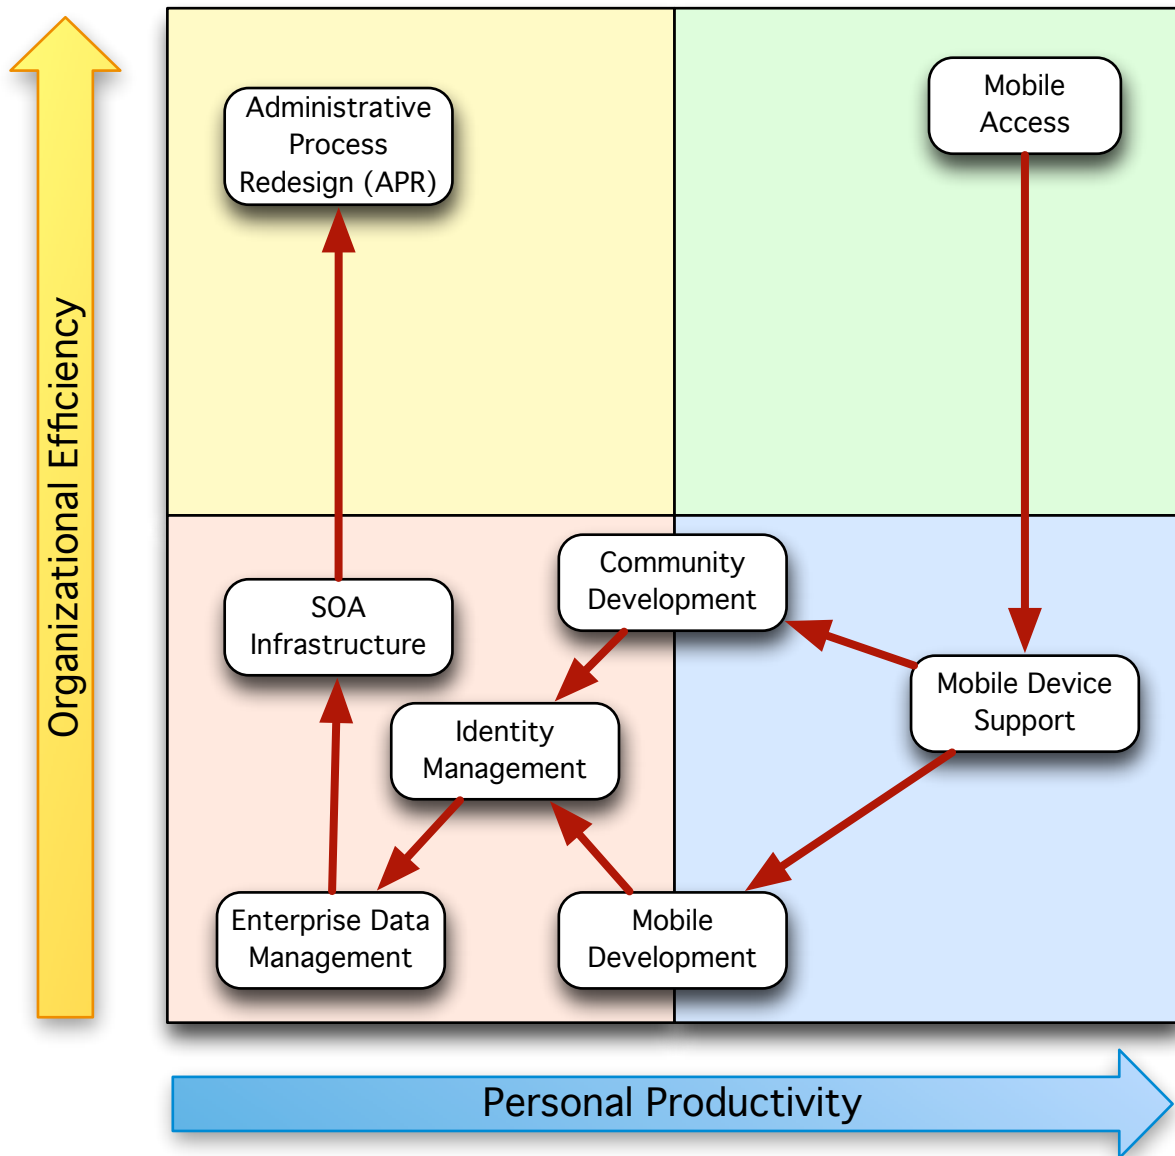 Organizational Efficiency
Administrative
Process
Redesign (APR)
Mobile
Access
SOA
Infrastructure
Community
Development
Mobile Device
Support
Identity
Management
Enterprise Data
Management
Mobile
Development
Personal Productivity